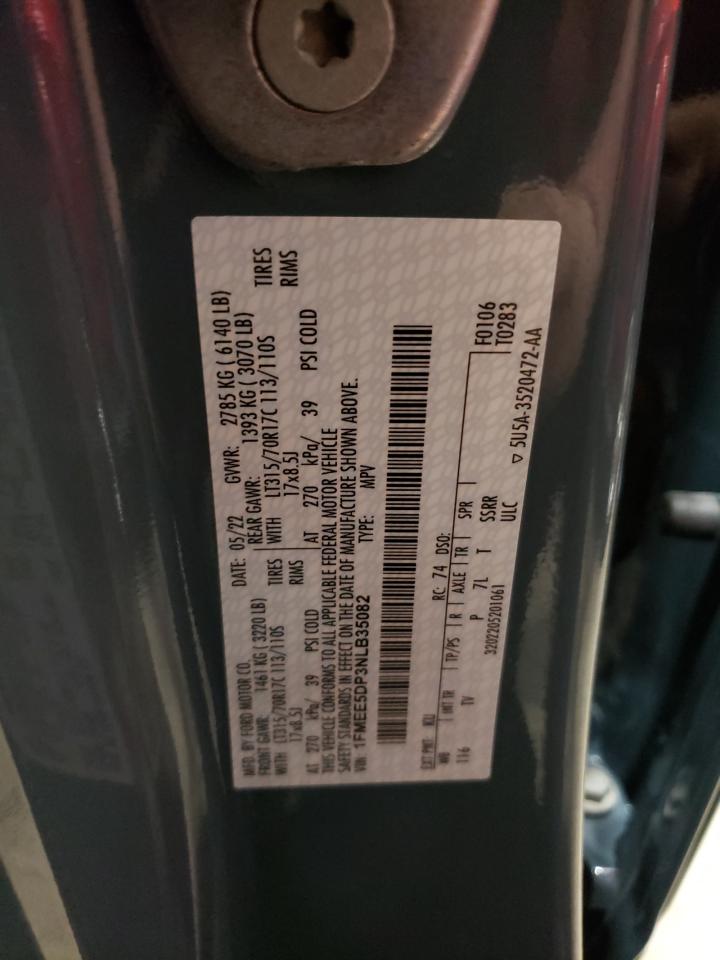 MFD. BY FORD MOTOR CO.
DATE: 05/22 GVWR: 2785 KG ( 6140 LB)
FRONT GAWR: 1461 KG ( 3220 LB) REAR GAWR: 1393 KG ( 3070 LB)
WITH LT315/70R17C 113/110S TIRES WITH LT315/70R17C 113/110S TIRES
17x8.5J RIMS 17x8.5J RIMS
AT 270 kPa/ 39 PSI COLD AT 270 kPa/ 39 PSI COLD
THIS VEHICLE CONFORMS TO ALL APPLICABLE FEDERAL MOTOR VEHICLE
SAFETY STANDARDS IN EFFECT ON THE DATE OF MANUFACTURE SHOWN ABOVE.
VIN: 1FMEE5DP3NLB35082 TYPE: MPV
EXT PNT: RC: 74 DSO: F0106
WB INT TR TP/PS R AXLE TR SPR T0283
116 TV P 7L T SSRR
3202205201061 ULC
▽ 5U5A-3520472-AA